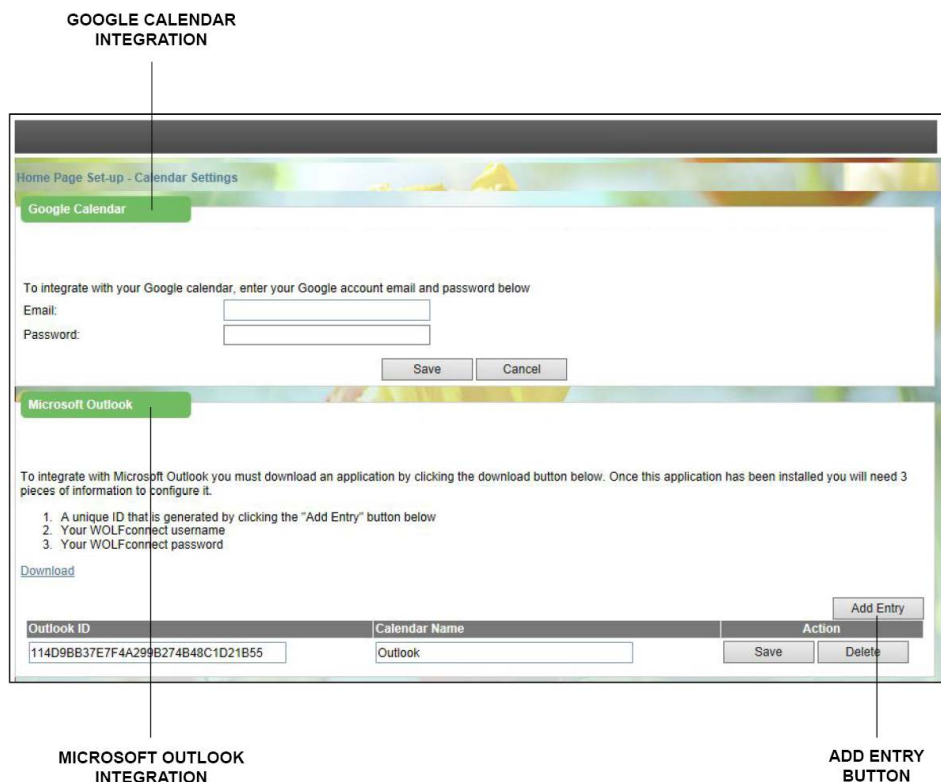 GOOGLE CALENDAR
INTEGRATION
Home Page Set-up - Calendar Settings
Google Calendar
To integrate with your Google calendar, enter your Google account email and password below
Email:
Password:
Save Cancel
Microsoft Outlook
To integrate with Microsoft Outlook you must download an application by clicking the download button below. Once this application has been installed you will need 3
pieces of information to configure it.
1. A unique ID that is generated by clicking the "Add Entry" button below
2. Your WOLFconnect username
3. Your WOLFconnect password
Download
Add Entry
Outlook ID Calendar Name Action
114D9BB37E7F4A299B274B48C1D21B55 Outlook Save Delete
MICROSOFT OUTLOOK
INTEGRATION
ADD ENTRY
BUTTON